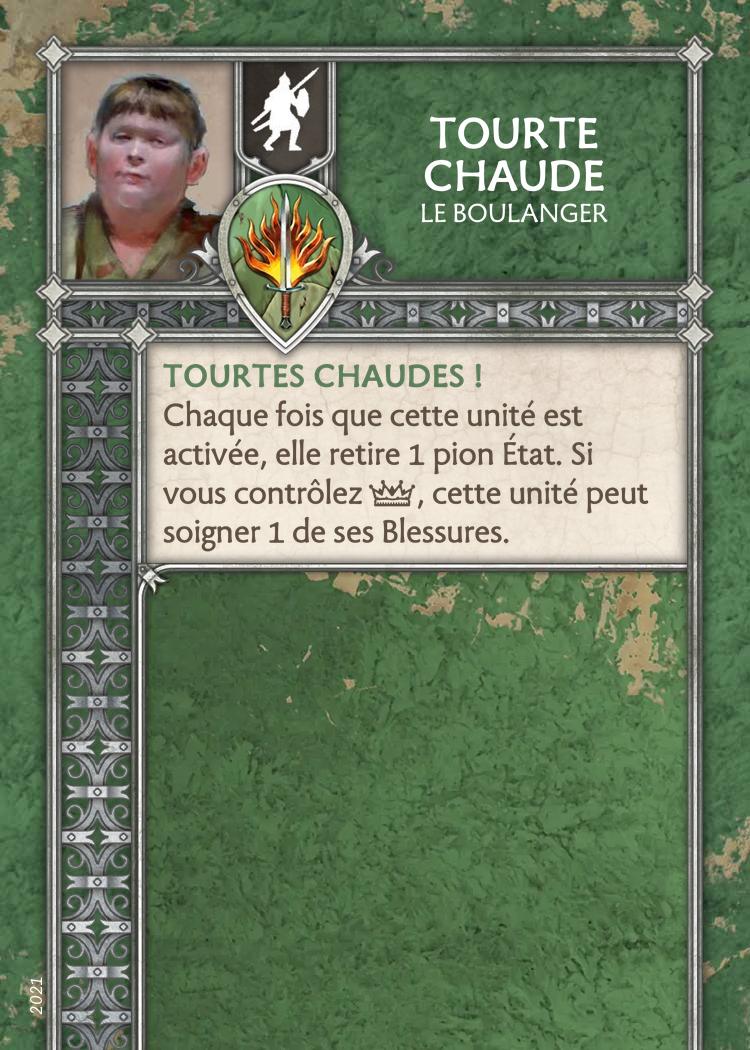 TOURTE
CHAUDE
LE BOULANGER
TOURTES CHAUDES !
Chaque fois que cette unité est
activée, elle retire 1 pion État. Si
vous contrôlez , cette unité peut
soigner 1 de ses Blessures.
2021